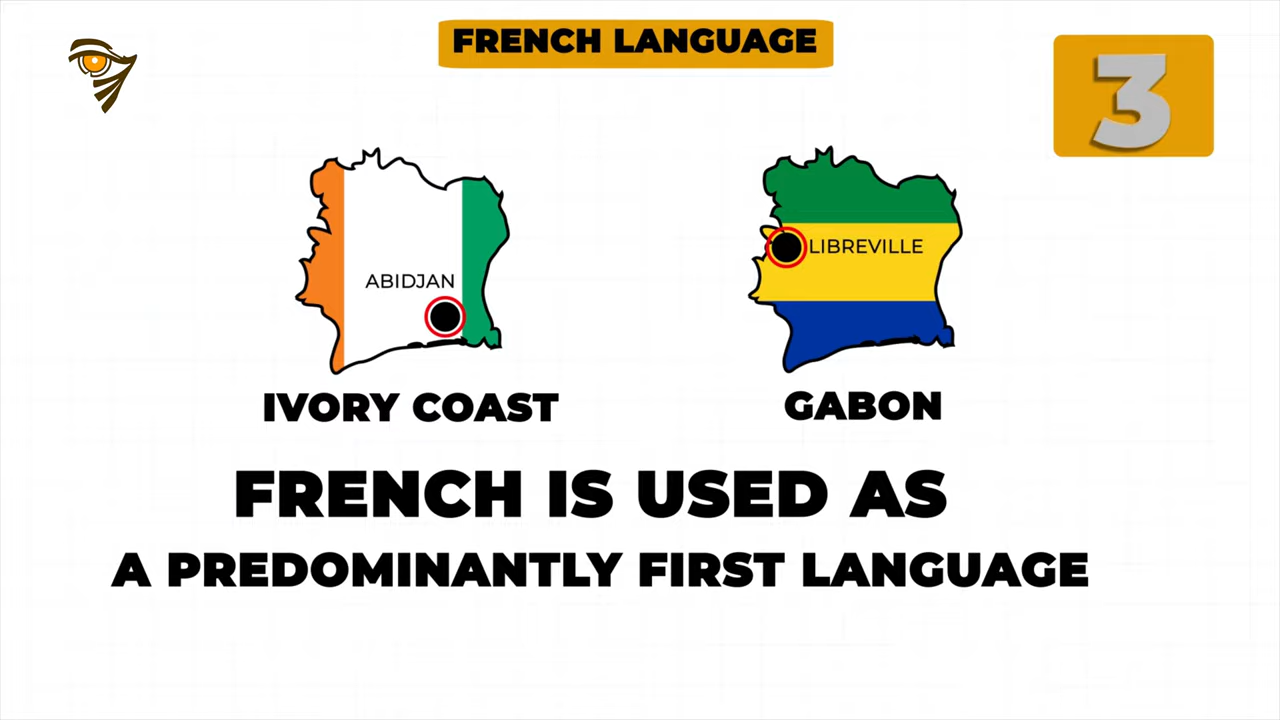 FRENCH LANGUAGE
3
ABIDJAN
LIBREVILLE
IVORY COAST
GABON
FRENCH IS USED AS
A PREDOMINANTLY FIRST LANGUAGE